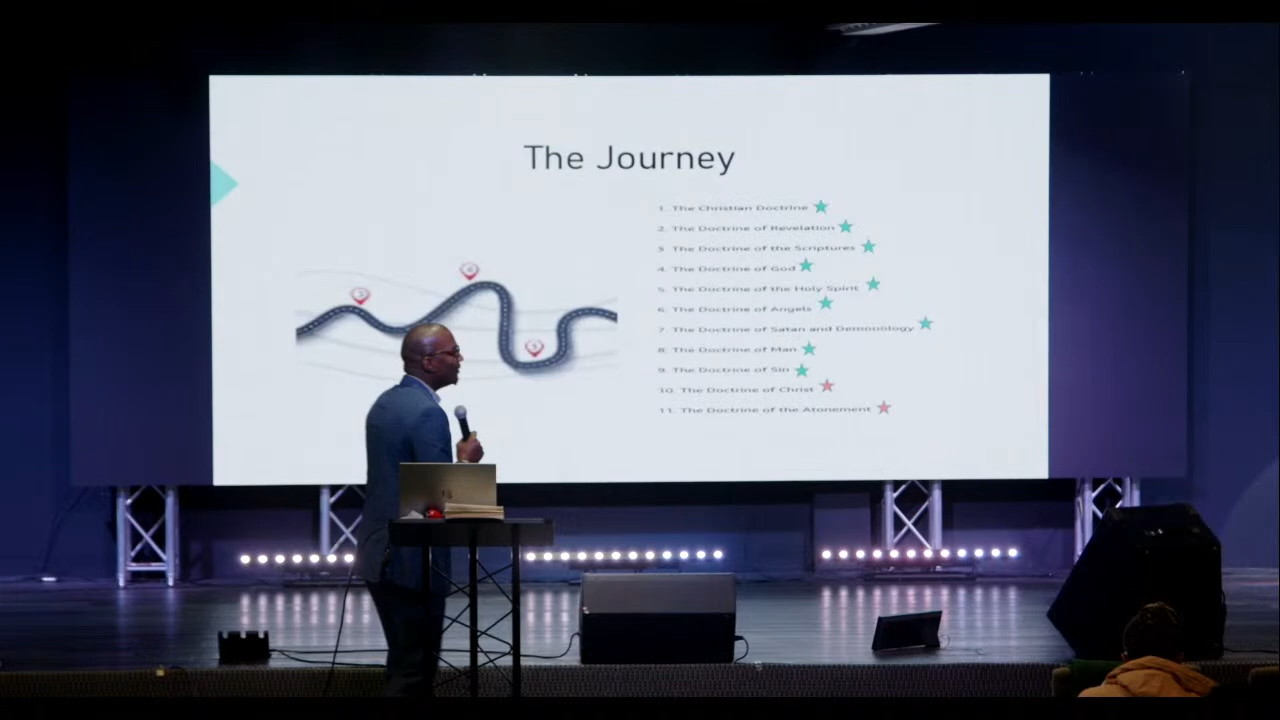 The Journey
1. The Christian Doctrine
2. The Doctrine of Revelation
3 The Doctrine of the Scriptures
4. The Doctrine of God
5. The Doctrine of the Holy Spirit
6. The Doctrine of Angels
7. The Doctrine of Satan and Demonology
8. The Doctrine of Man
9. The Doctrine of Sin
10. The Doctrine of Christ
11. The Doctrine of the Atonement